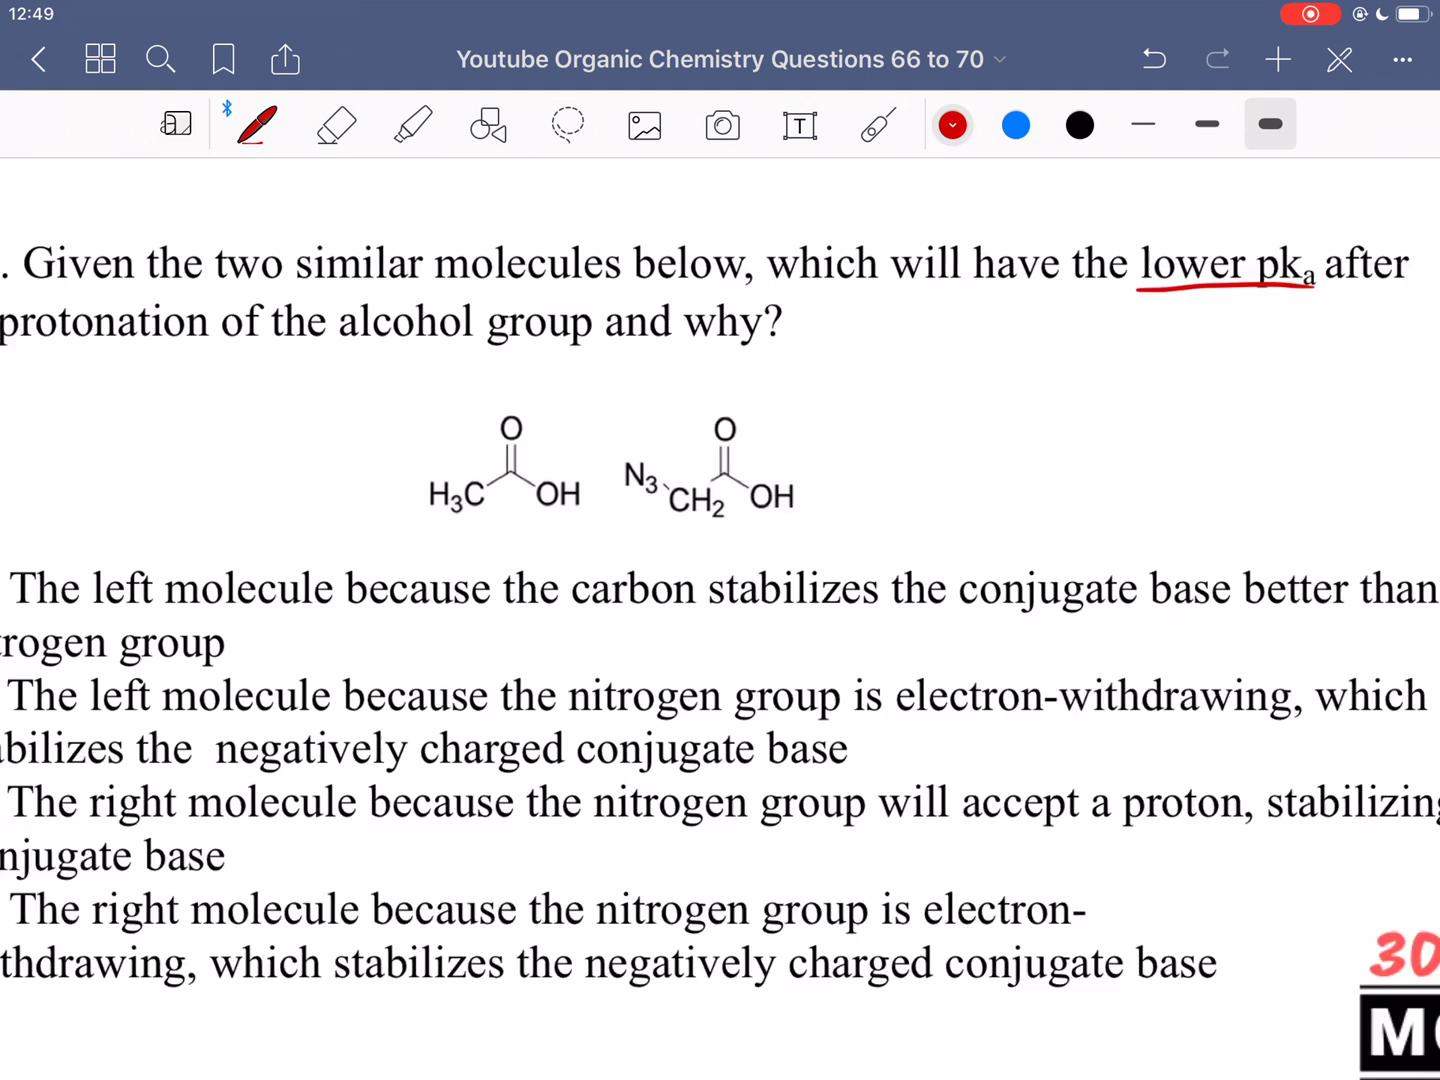 12:49
Youtube Organic Chemistry Questions 66 to 70
T
. Given the two similar molecules below, which will have the lower pkₐ after
protonation of the alcohol group and why?
O O
H₃C OH N₃ CH₂ OH
The left molecule because the carbon stabilizes the conjugate base better than
trogen group
The left molecule because the nitrogen group is electron-withdrawing, which
abilizes the negatively charged conjugate base
The right molecule because the nitrogen group will accept a proton, stabilizing
njugate base
The right molecule because the nitrogen group is electron-
thdrawing, which stabilizes the negatively charged conjugate base
30